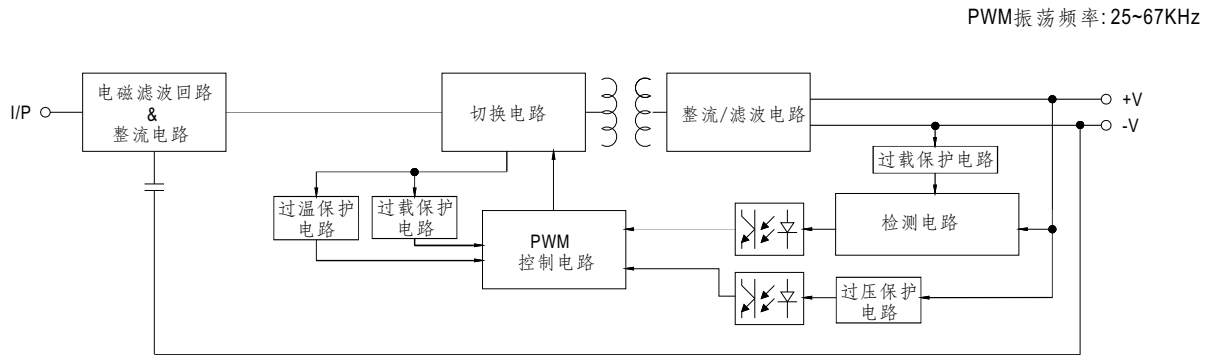 PWM振荡频率: 25~67KHz
I/P
电磁滤波回路
&
整流电路
切换电路
整流/滤波电路
+V
-V
过载保护电路
过温保护
电路
过载保护
电路
PWM
控制电路
检测电路
过压保护
电路